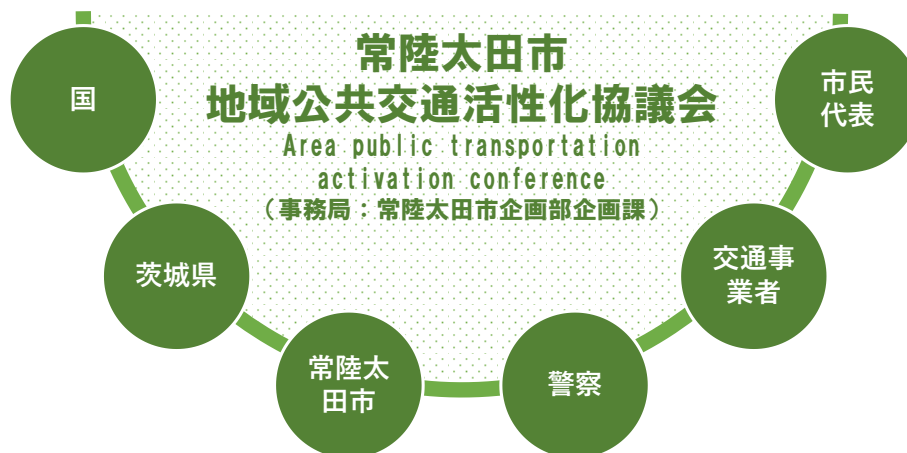 常陸太田市
地域公共交通活性化協議会
Area public transportation
activation conference
（事務局：常陸太田市企画部企画課）
国
市民
代表
茨城県
交通事
業者
常陸太
田市
警察